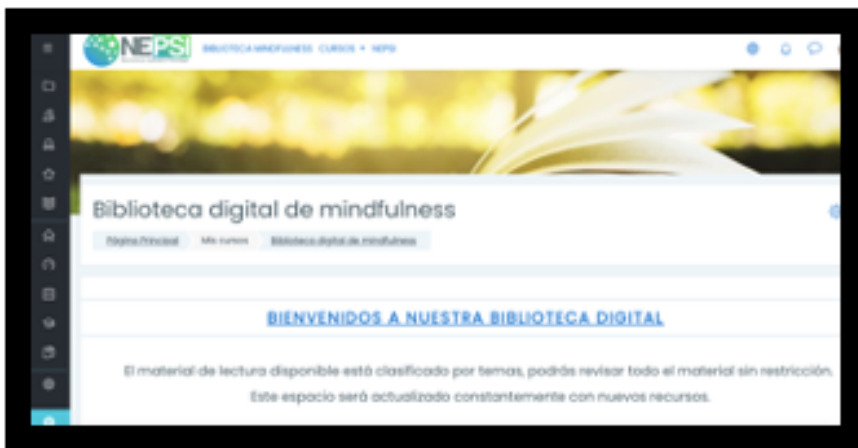 NEPSI
BIBLIOTECA MINDFULNESS CURSOS NEPSI
Biblioteca digital de mindfulness
Página Principal Mis cursos Biblioteca digital de mindfulness
BIENVENIDOS A NUESTRA BIBLIOTECA DIGITAL
El material de lectura disponible está clasificado por temas, podrás revisar todo el material sin restricción.
Este espacio será actualizado constantemente con nuevos recursos.